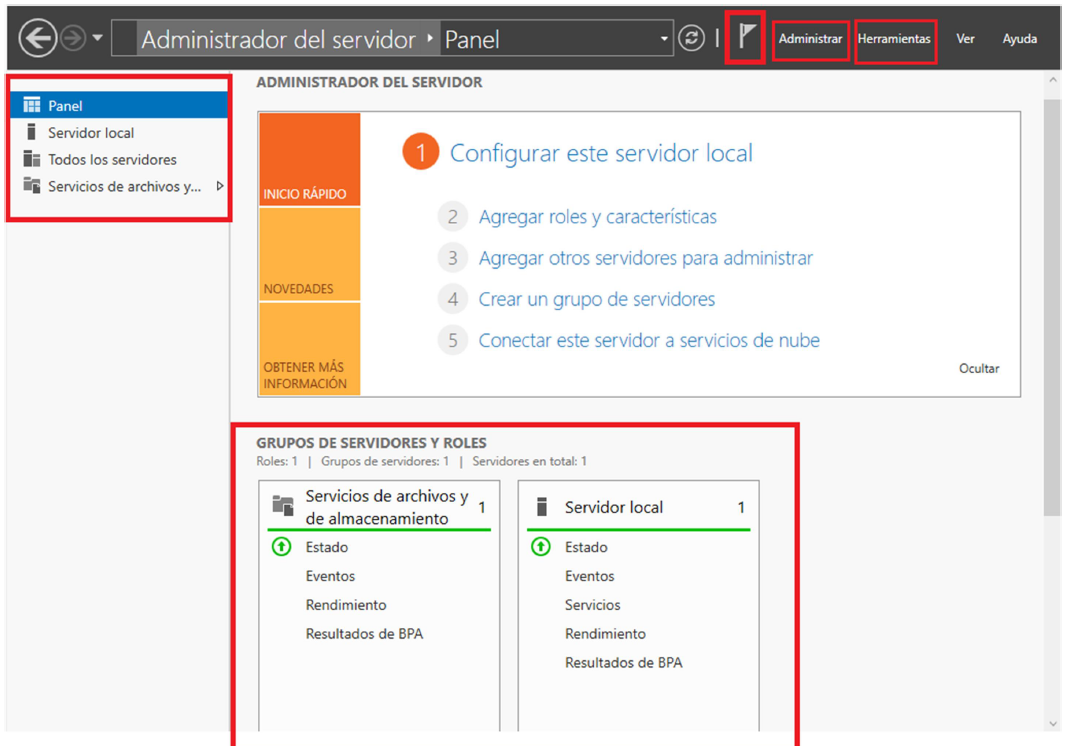 Administrador del servidor ‣ Panel
Administrar
Herramientas
Ver
Ayuda
Panel
Servidor local
Todos los servidores
Servicios de archivos y...
ADMINISTRADOR DEL SERVIDOR
INICIO RÁPIDO
NOVEDADES
OBTENER MÁS
INFORMACIÓN
1 Configurar este servidor local
2 Agregar roles y características
3 Agregar otros servidores para administrar
4 Crear un grupo de servidores
5 Conectar este servidor a servicios de nube
Ocultar
GRUPOS DE SERVIDORES Y ROLES
Roles: 1 | Grupos de servidores: 1 | Servidores en total: 1
Servicios de archivos y
de almacenamiento 1
Estado
Eventos
Rendimiento
Resultados de BPA
Servidor local 1
Estado
Eventos
Servicios
Rendimiento
Resultados de BPA